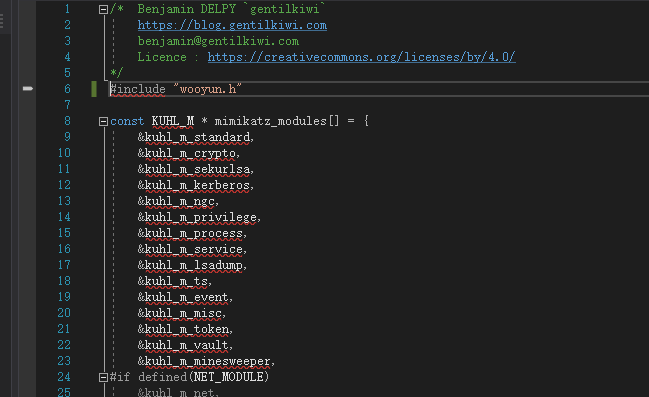 1 /* Benjamin DELPY `gentilkiwi`
2 https://blog.gentilkiwi.com
3 benjamin@gentilkiwi.com
4 Licence : https://creativecommons.org/licenses/by/4.0/
5 */
6 #include "wooyun.h"
7
8 const KUHL_M * mimikatz_modules[] = {
9 &kuhl_m_standard,
10 &kuhl_m_crypto,
11 &kuhl_m_sekurlsa,
12 &kuhl_m_kerberos,
13 &kuhl_m_ngc,
14 &kuhl_m_privilege,
15 &kuhl_m_process,
16 &kuhl_m_service,
17 &kuhl_m_lsadump,
18 &kuhl_m_ts,
19 &kuhl_m_event,
20 &kuhl_m_misc,
21 &kuhl_m_token,
22 &kuhl_m_vault,
23 &kuhl_m_minesweeper,
24 #if defined(NET_MODULE)
25 &kuhl_m_net,